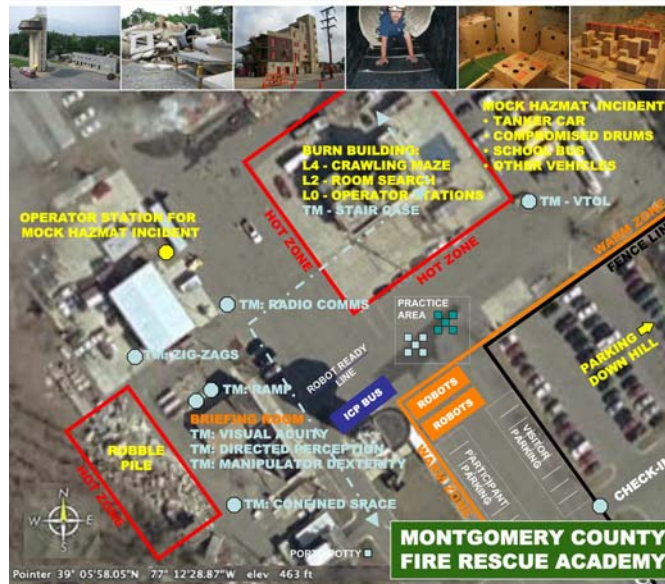 MOCK HAZMAT INCIDENT
• TANKER CAR
• COMPROMISED DRUMS
• SCHOOL BUS
• OTHER VEHICLES
BURN BUILDING:
L4 - CRAWLING MAZE
L2 - ROOM SEARCH
L0 - OPERATOR STATIONS
TM - STAIR CASE
TM - VTOL
OPERATOR STATION FOR
MOCK HAZMAT INCIDENT
HOT ZONE
HOT ZONE
WARM ZONE
FENCE LINE
TM: RADIO COMMS
PRACTICE
AREA
PARKING
DOWN HILL
TM: ZIG-ZAGS
ROBOT READY
LINE
TM: RAMP
ICP BUS
ROBOTS
ROBOTS
BRIEFING ROOM
TM: VISUAL ACUITY
TM: DIRECTED PERCEPTION
TM: MANIPULATOR DEXTERITY
VISITOR
PARKING
PARTICIPANT
PARKING
WARM ZONE
ROBBLE
PILE
HOT ZONE
TM: CONFINED SPACE
CHECK-IN
N
W
E
S
PORT-A-POTTY
MONTGOMERY COUNTY
FIRE RESCUE ACADEMY
Pointer 39° 05'58.05"N 77° 12'28.87"W elev 463 ft